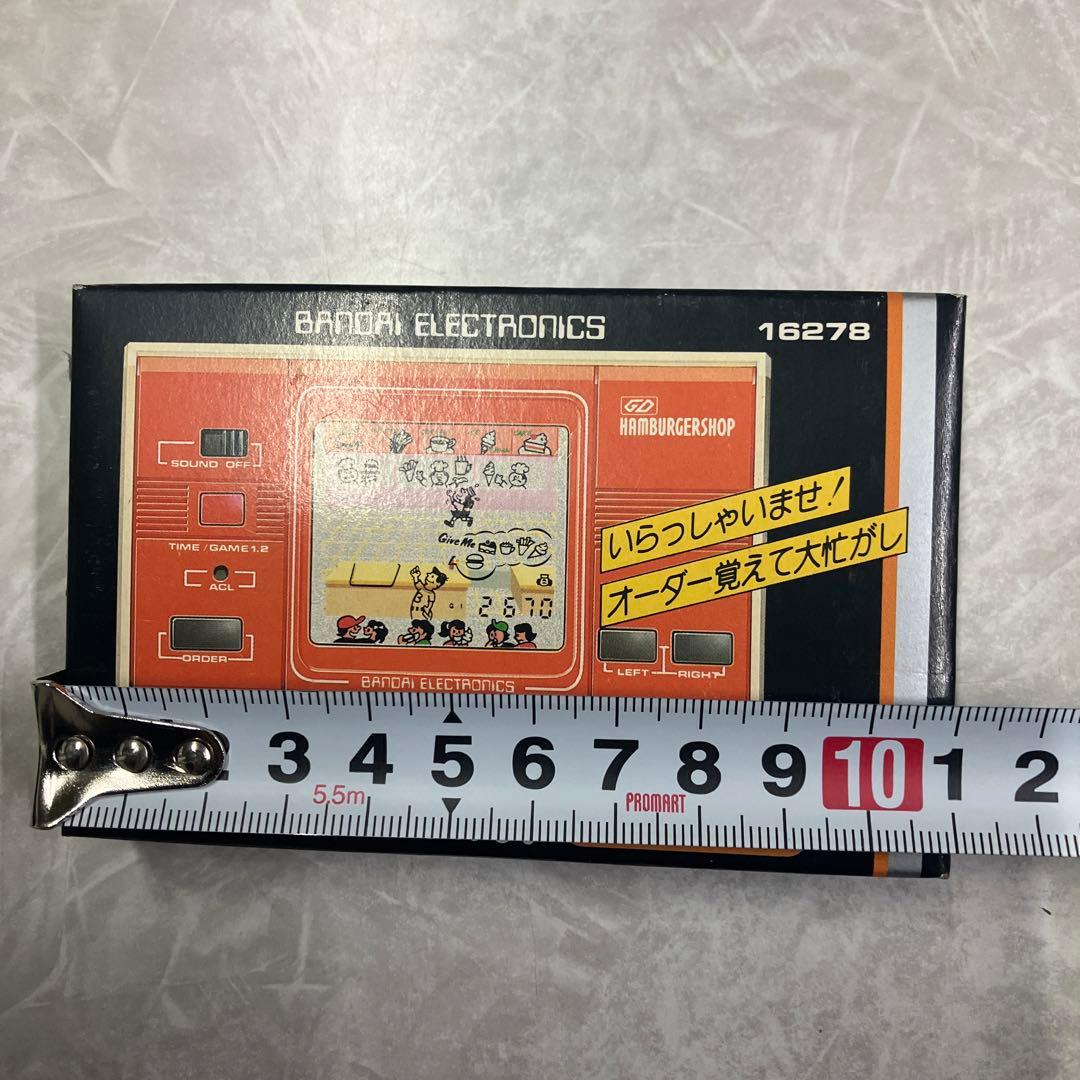 BANDAI ELECTRONICS
16278
GD
HAMBURGERSHOP
SOUND OFF
TIME/GAME1.2
ACL
ORDER
Give Me
2670
いらっしゃいませ!
オーダー覚えて大忙がし
LEFT
RIGHT
BANDAI ELECTRONICS
2 3 4 5 6 7 8 9 10 1 2
5.5m
PROMART